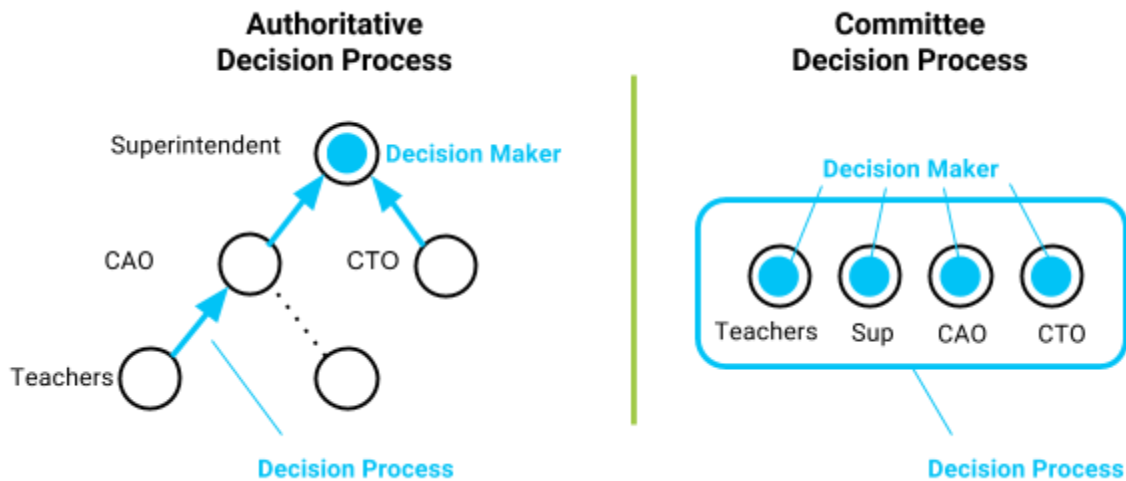 Authoritative
Decision Process
Superintendent
Decision Maker
CAO
CTO
Teachers
Decision Process
Committee
Decision Process
Decision Maker
Teachers
Sup
CAO
CTO
Decision Process